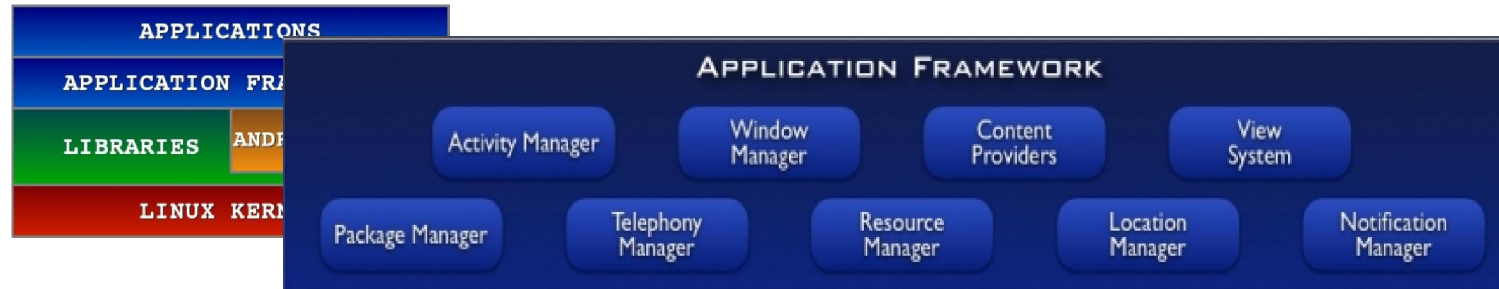 APPLICATIONS
APPLICATION FRA
LIBRARIES
ANDR
LINUX KERN
APPLICATION FRAMEWORK
Activity Manager
Window
Manager
Content
Providers
View
System
Package Manager
Telephony
Manager
Resource
Manager
Location
Manager
Notification
Manager